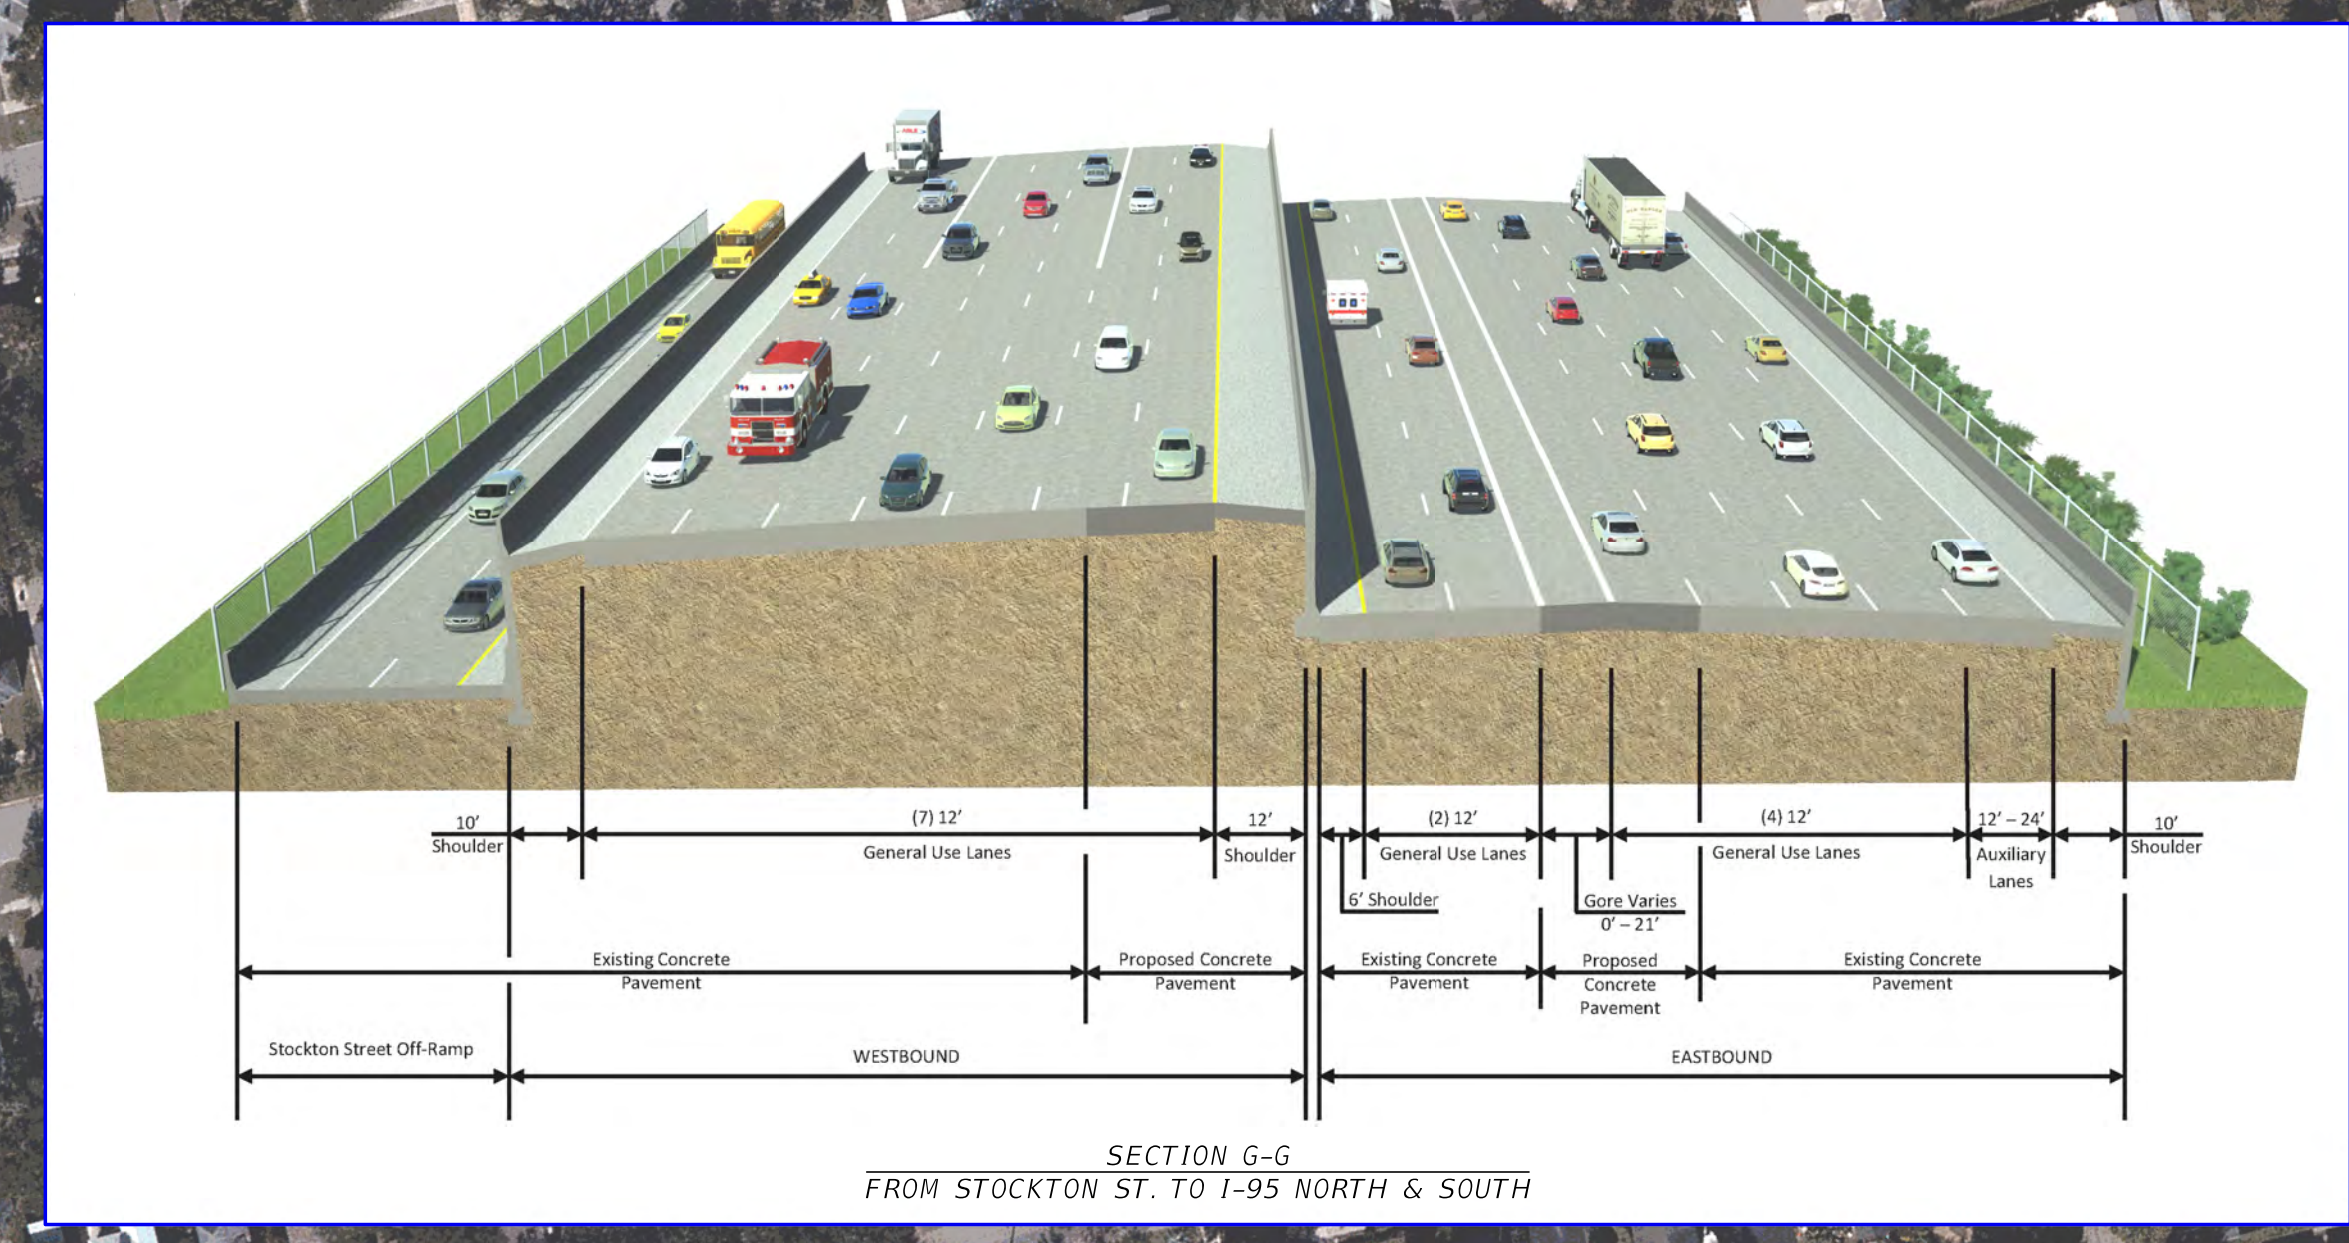 ABLE
10’
Shoulder
(7) 12’
General Use Lanes
12’
Shoulder
6’ Shoulder
(2) 12’
General Use Lanes
Gore Varies
0’ – 21’
(4) 12’
General Use Lanes
12’ – 24’
Auxiliary
Lanes
10’
Shoulder
Existing Concrete
Pavement
Proposed Concrete
Pavement
Existing Concrete
Pavement
Proposed
Concrete
Pavement
Existing Concrete
Pavement
Stockton Street Off-Ramp
WESTBOUND
EASTBOUND
SECTION G-G
FROM STOCKTON ST. TO I-95 NORTH & SOUTH